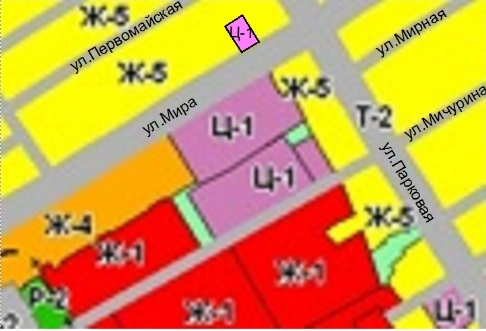 Ж-5
ул.Первомайская
Ц-1
ул.Мирная
Ж-5
Ж-5
ул.Мира
Ц-1
Т-2
ул.Мичурина
Ц-1
ул.Парковая
Ж-4
Ж-5
Ж-1
Ж-1
Р-2
Ж-1
Ц-1